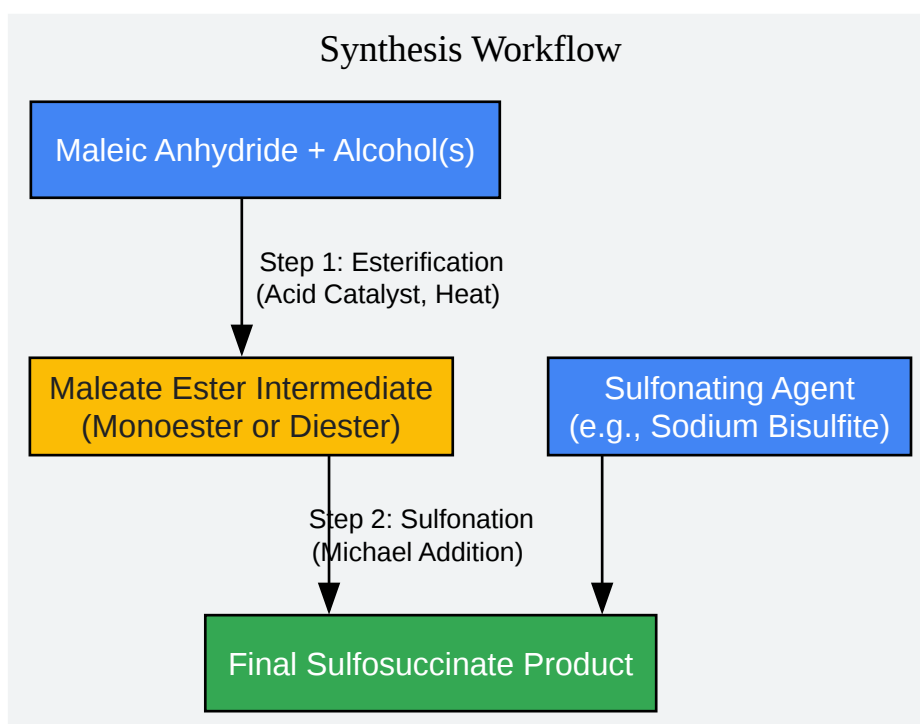 Synthesis Workflow
Maleic Anhydride + Alcohol(s)
Step 1: Esterification
(Acid Catalyst, Heat)
Maleate Ester Intermediate
(Monoester or Diester)
Sulfonating Agent
(e.g., Sodium Bisulfite)
Step 2: Sulfonation
(Michael Addition)
Final Sulfosuccinate Product